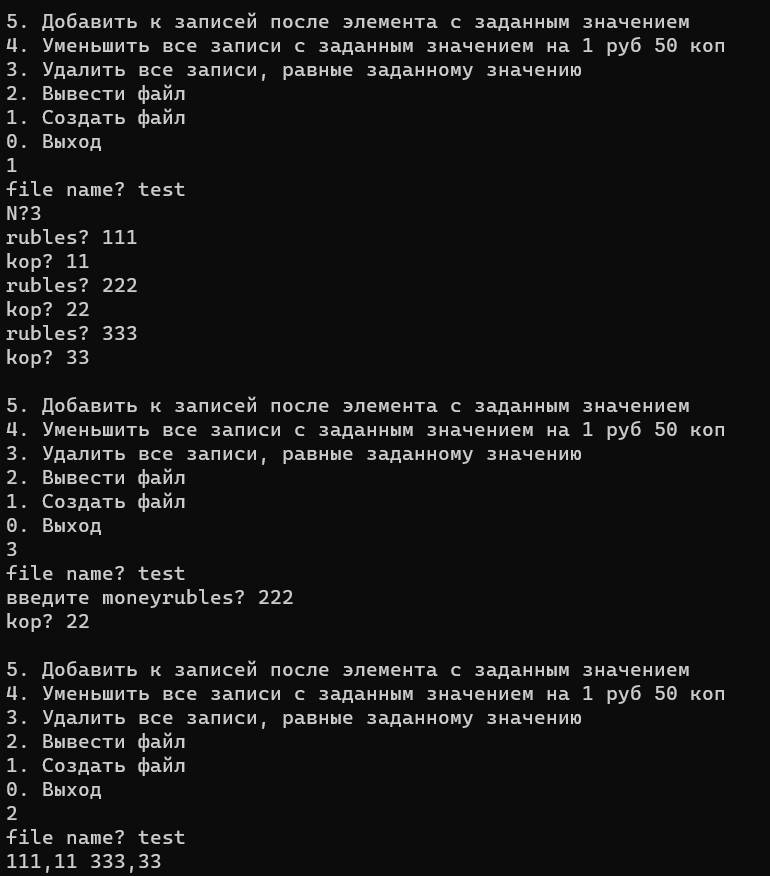 5. Добавить к записей после элемента с заданным значением
4. Уменьшить все записи с заданным значением на 1 руб 50 коп
3. Удалить все записи, равные заданному значению
2. Вывести файл
1. Создать файл
0. Выход
1
file name? test
N?3
rubles? 111
kop? 11
rubles? 222
kop? 22
rubles? 333
kop? 33
5. Добавить к записей после элемента с заданным значением
4. Уменьшить все записи с заданным значением на 1 руб 50 коп
3. Удалить все записи, равные заданному значению
2. Вывести файл
1. Создать файл
0. Выход
3
file name? test
введите moneyrubles? 222
kop? 22
5. Добавить к записей после элемента с заданным значением
4. Уменьшить все записи с заданным значением на 1 руб 50 коп
3. Удалить все записи, равные заданному значению
2. Вывести файл
1. Создать файл
0. Выход
2
file name? test
111,11 333,33